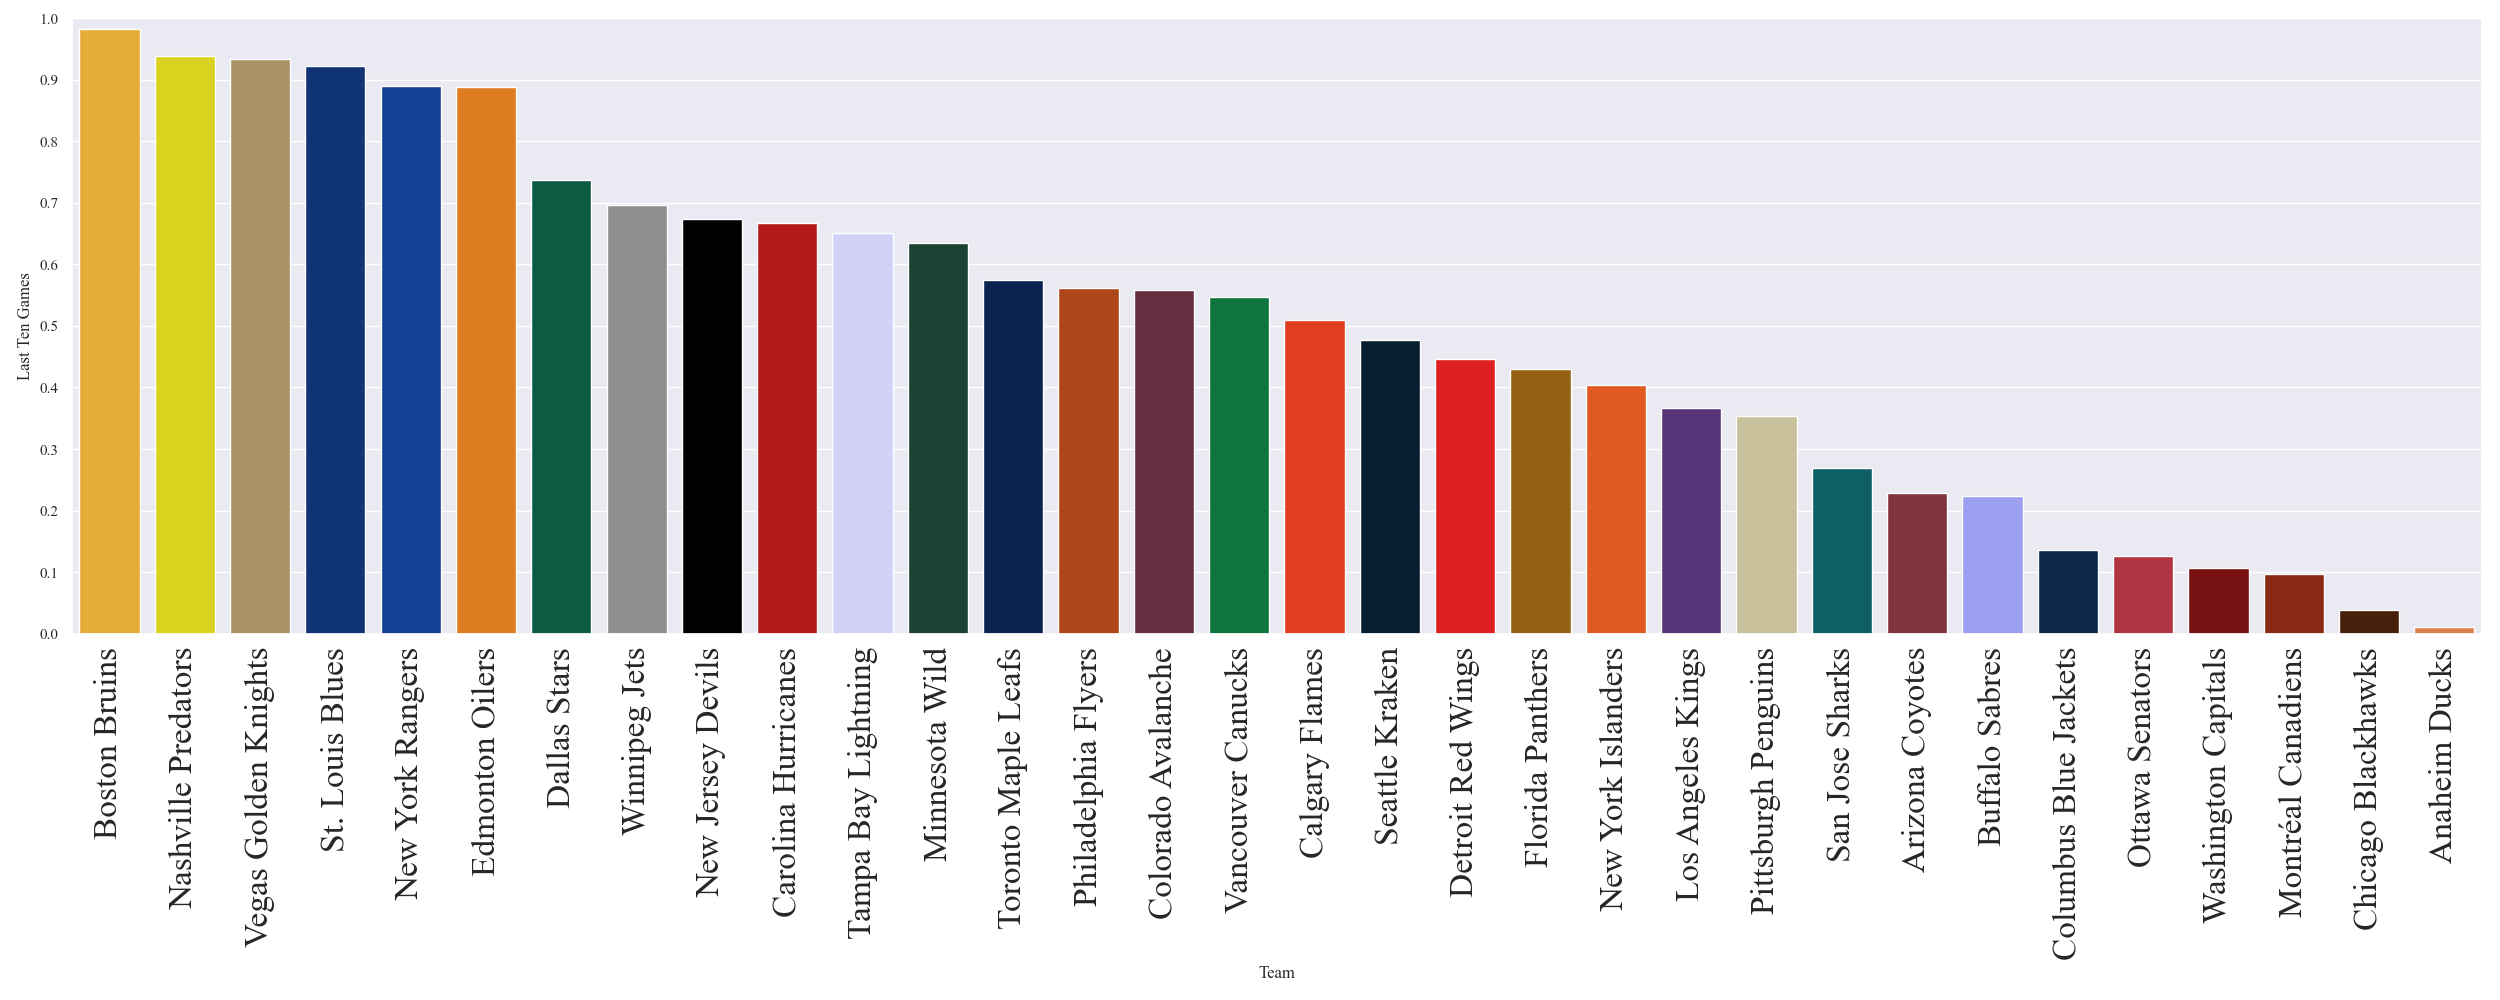 1.0
0.9
0.8
0.7
0.6
0.5
0.4
0.3
0.2
0.1
0.0
Last Ten Games
Boston Bruins
Nashville Predators
Vegas Golden Knights
St. Louis Blues
New York Rangers
Edmonton Oilers
Dallas Stars
Winnipeg Jets
New Jersey Devils
Carolina Hurricanes
Tampa Bay Lightning
Minnesota Wild
Toronto Maple Leafs
Philadelphia Flyers
Colorado Avalanche
Vancouver Canucks
Calgary Flames
Seattle Kraken
Detroit Red Wings
Florida Panthers
New York Islanders
Los Angeles Kings
Pittsburgh Penguins
San Jose Sharks
Arizona Coyotes
Buffalo Sabres
Columbus Blue Jackets
Ottawa Senators
Washington Capitals
Montréal Canadiens
Chicago Blackhawks
Anaheim Ducks
Team